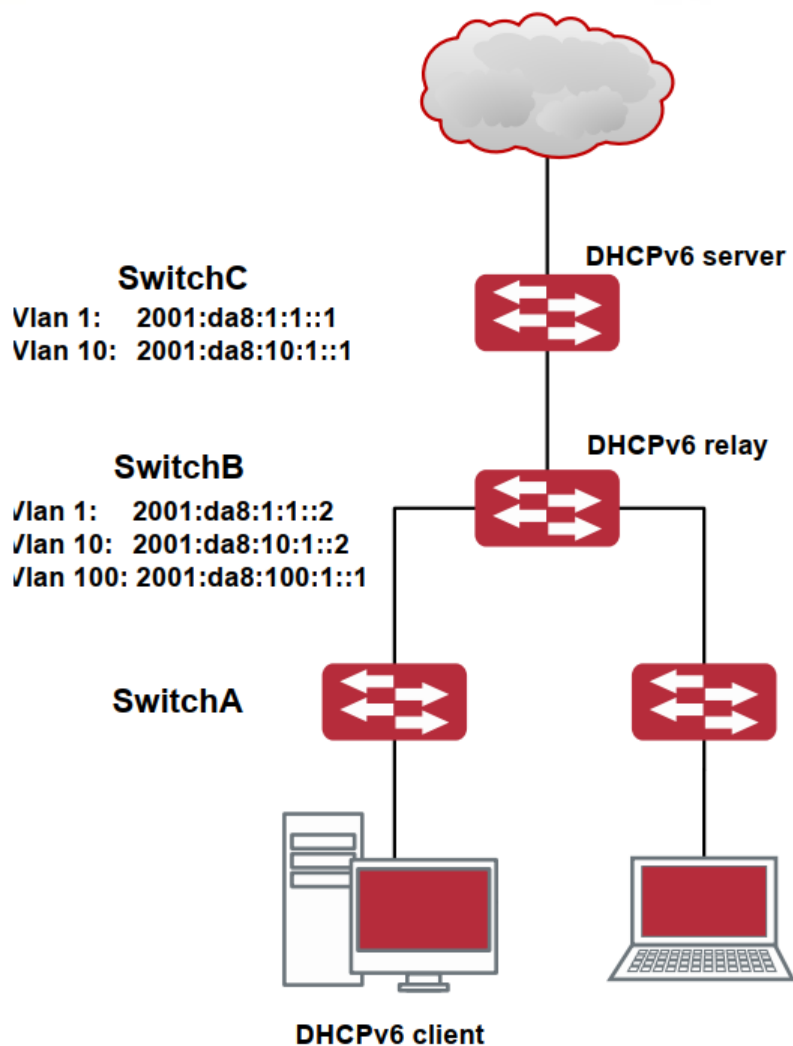 DHCPv6 server
SwitchC
Vlan 1: 2001:da8:1:1::1
Vlan 10: 2001:da8:10:1::1
DHCPv6 relay
SwitchB
Vlan 1: 2001:da8:1:1::2
Vlan 10: 2001:da8:10:1::2
Vlan 100: 2001:da8:100:1::1
SwitchA
DHCPv6 client